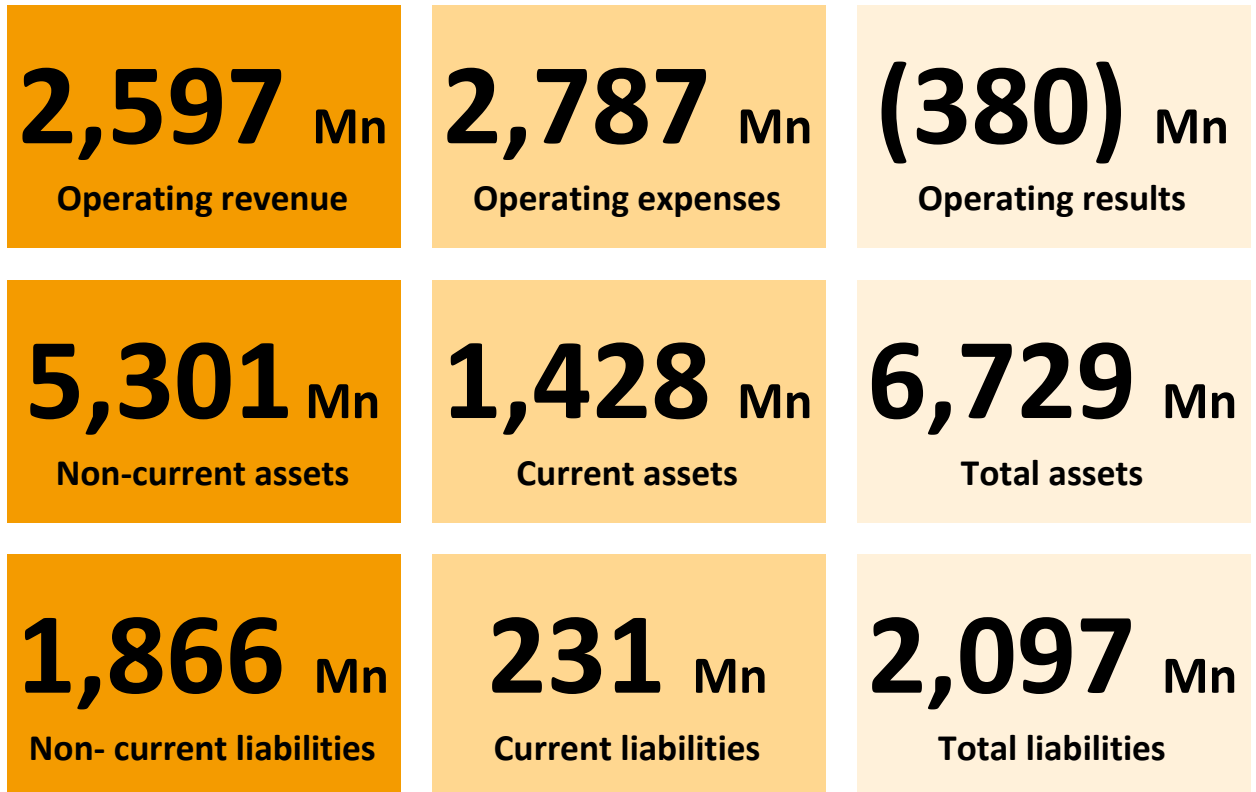 2,597 Mn
Operating revenue
2,787 Mn
Operating expenses
(380) Mn
Operating results
5,301 Mn
Non-current assets
1,428 Mn
Current assets
6,729 Mn
Total assets
1,866 Mn
Non- current liabilities
231 Mn
Current liabilities
2,097 Mn
Total liabilities